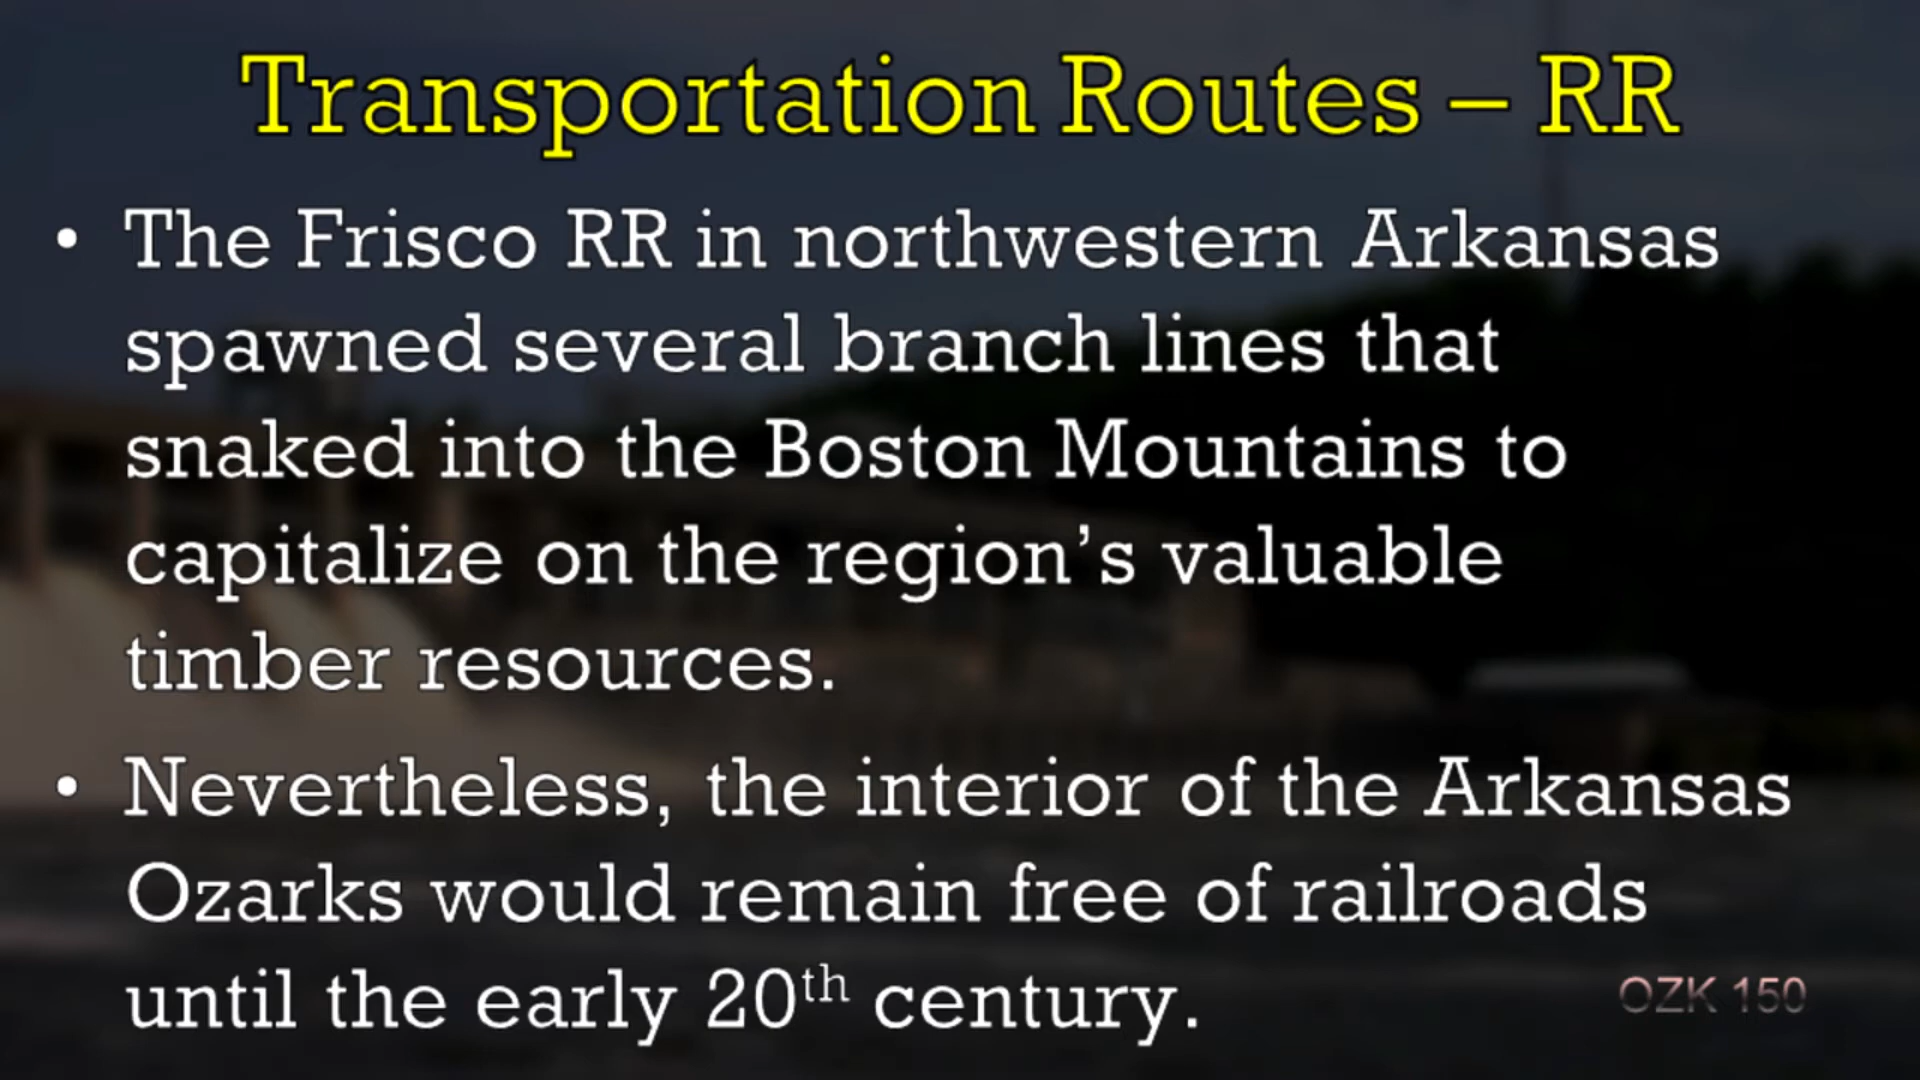 Transportation Routes – RR
• The Frisco RR in northwestern Arkansas
spawned several branch lines that
snaked into the Boston Mountains to
capitalize on the region’s valuable
timber resources.
• Nevertheless, the interior of the Arkansas
Ozarks would remain free of railroads
until the early 20th century.
OZK 150